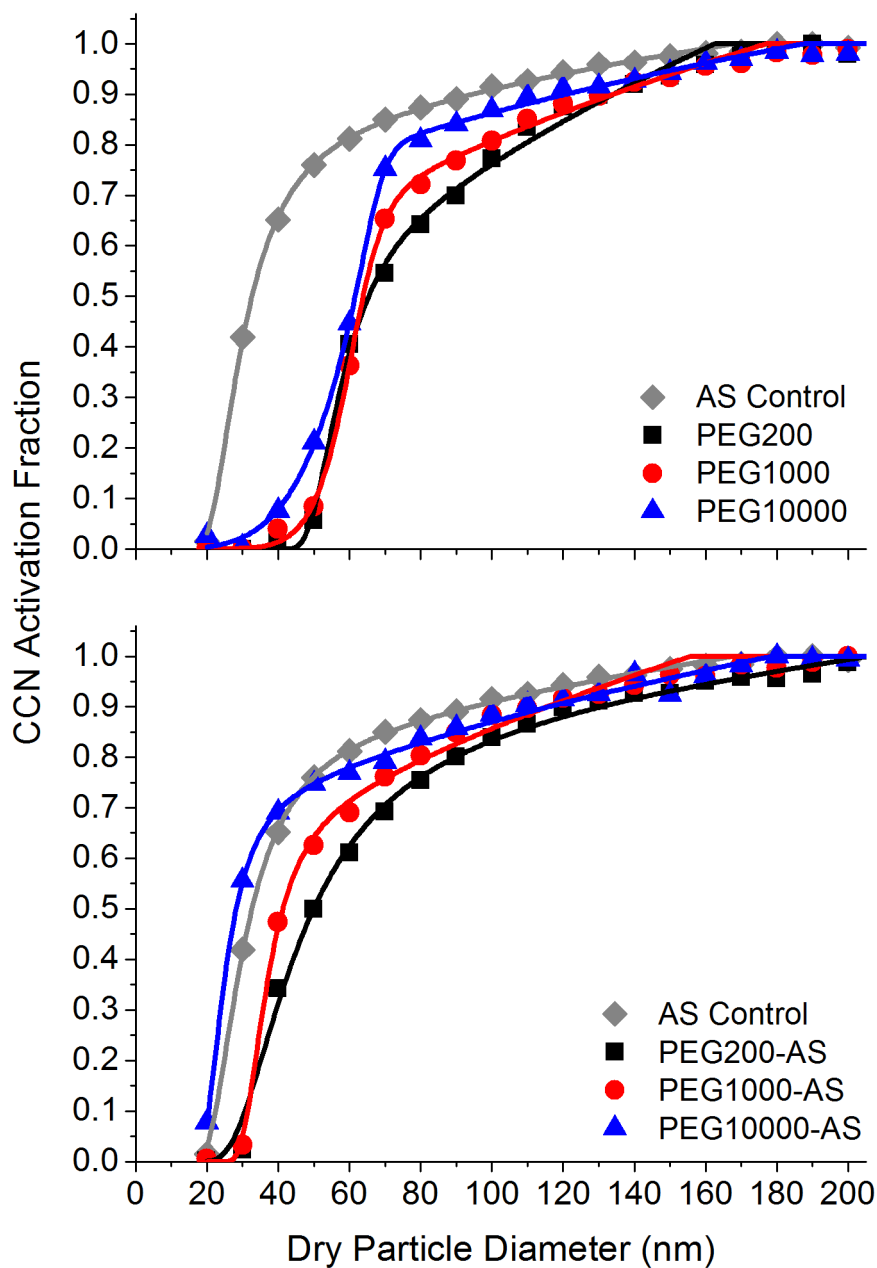 CCN Activation Fraction
1.0
0.9
0.8
0.7
0.6
0.5
0.4
0.3
0.2
0.1
0.0
AS Control
PEG200
PEG1000
PEG10000
1.0
0.9
0.8
0.7
0.6
0.5
0.4
0.3
0.2
0.1
0.0
AS Control
PEG200-AS
PEG1000-AS
PEG10000-AS
20 40 60 80 100 120 140 160 180 200
Dry Particle Diameter (nm)